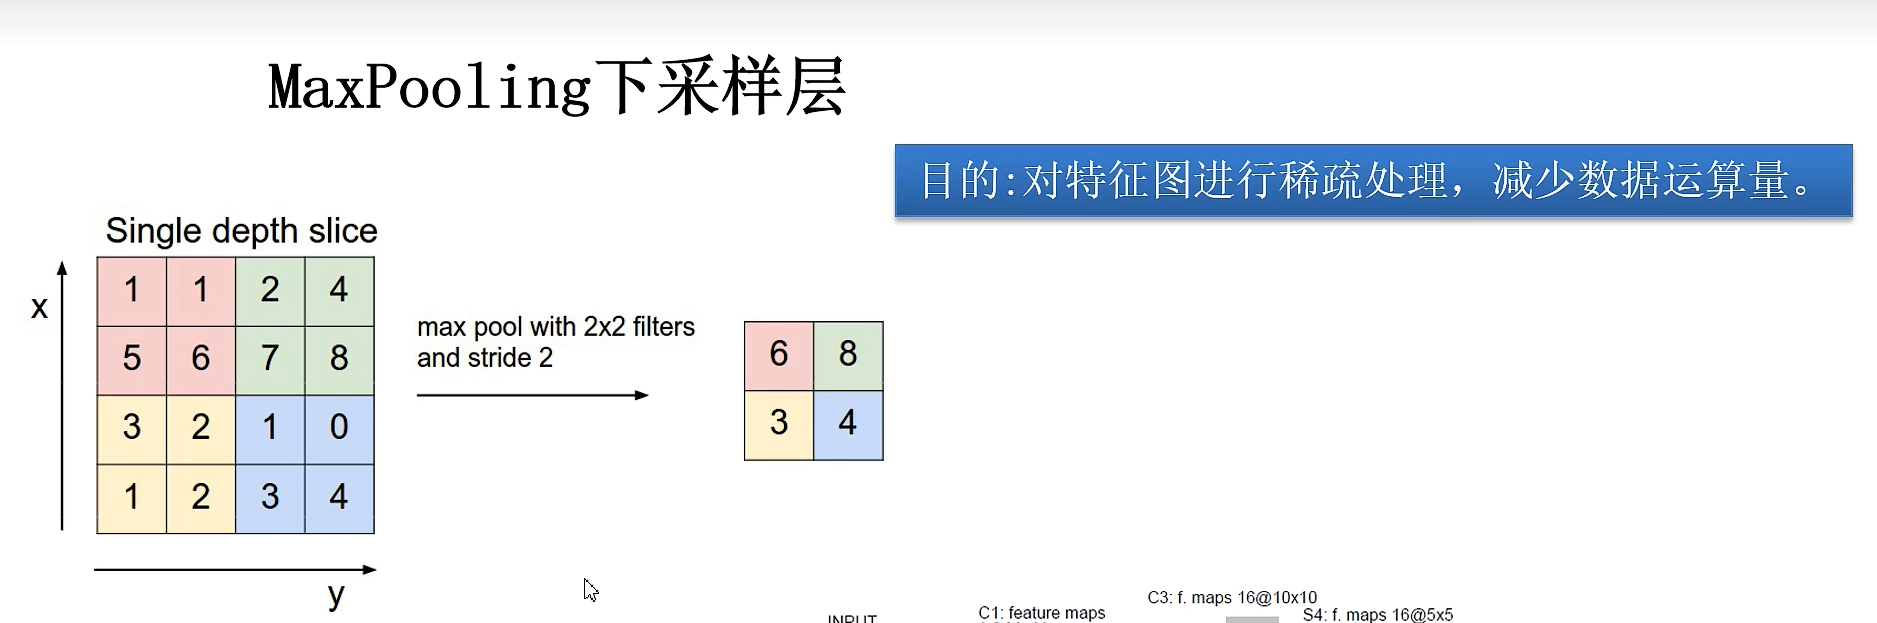 MaxPooling下采样层
目的:对特征图进行稀疏处理，减少数据运算量。
Single depth slice
x
1 1 2 4
5 6 7 8
3 2 1 0
1 2 3 4
y
max pool with 2x2 filters
and stride 2
6 8
3 4
C3: f. maps 16@10x10
INPUT
C1: feature maps
S4: f. maps 16@5x5